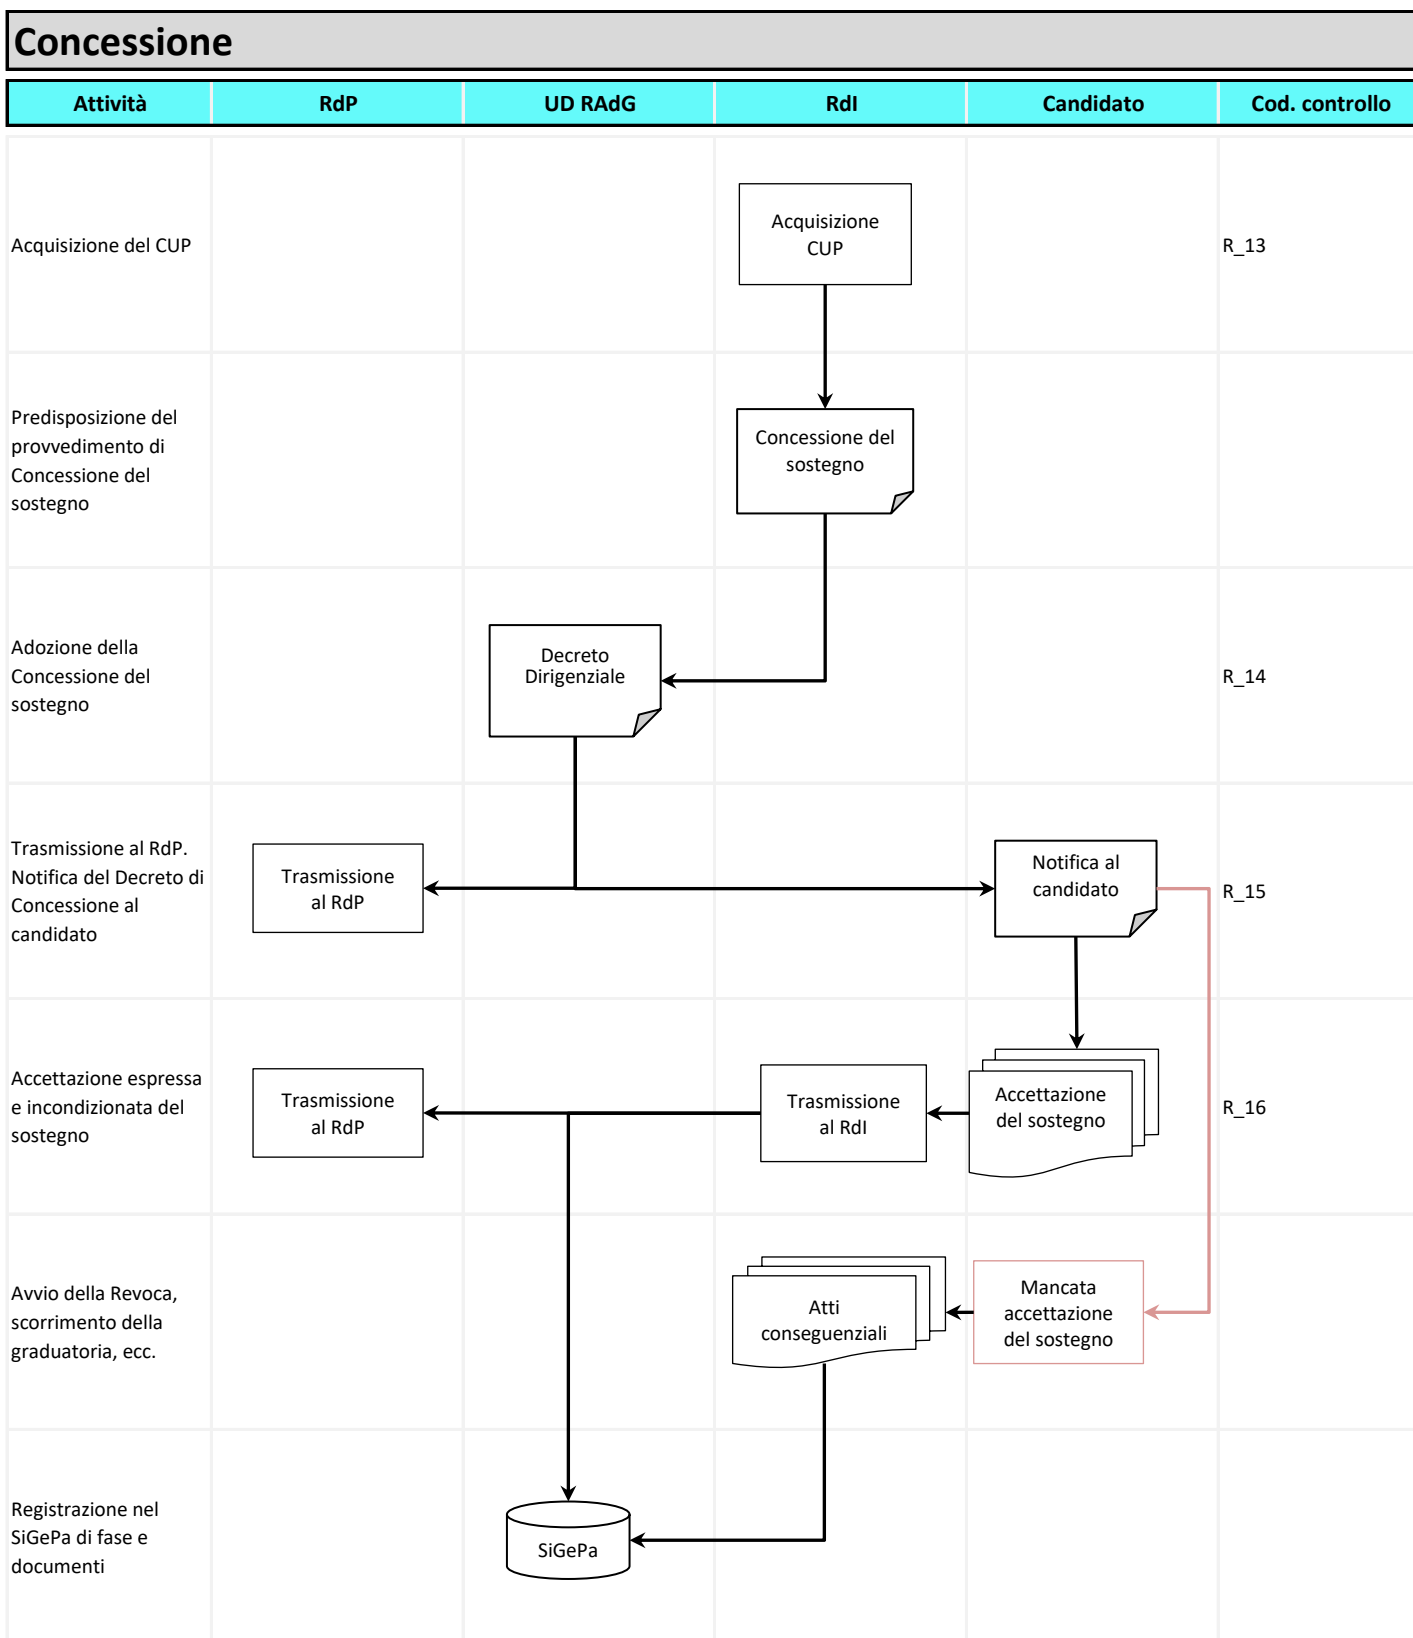 Concessione
Attività
RdP
UD RAdG
RdI
Candidato
Cod. controllo
Acquisizione del CUP
Acquisizione
CUP
R_13
Predisposizione del
provvedimento di
Concessione del
sostegno
Concessione del
sostegno
Adozione della
Concessione del
sostegno
Decreto
Dirigenziale
R_14
Trasmissione al RdP.
Notifica del Decreto di
Concessione al
candidato
Trasmissione
al RdP
Notifica al
candidato
R_15
Accettazione espressa
e incondizionata del
sostegno
Trasmissione
al RdP
Trasmissione
al RdI
Accettazione
del sostegno
R_16
Avvio della Revoca,
scorrimento della
graduatoria, ecc.
Atti
conseguenziali
Mancata
accettazione
del sostegno
Registrazione nel
SiGePa di fase e
documenti
SiGePa